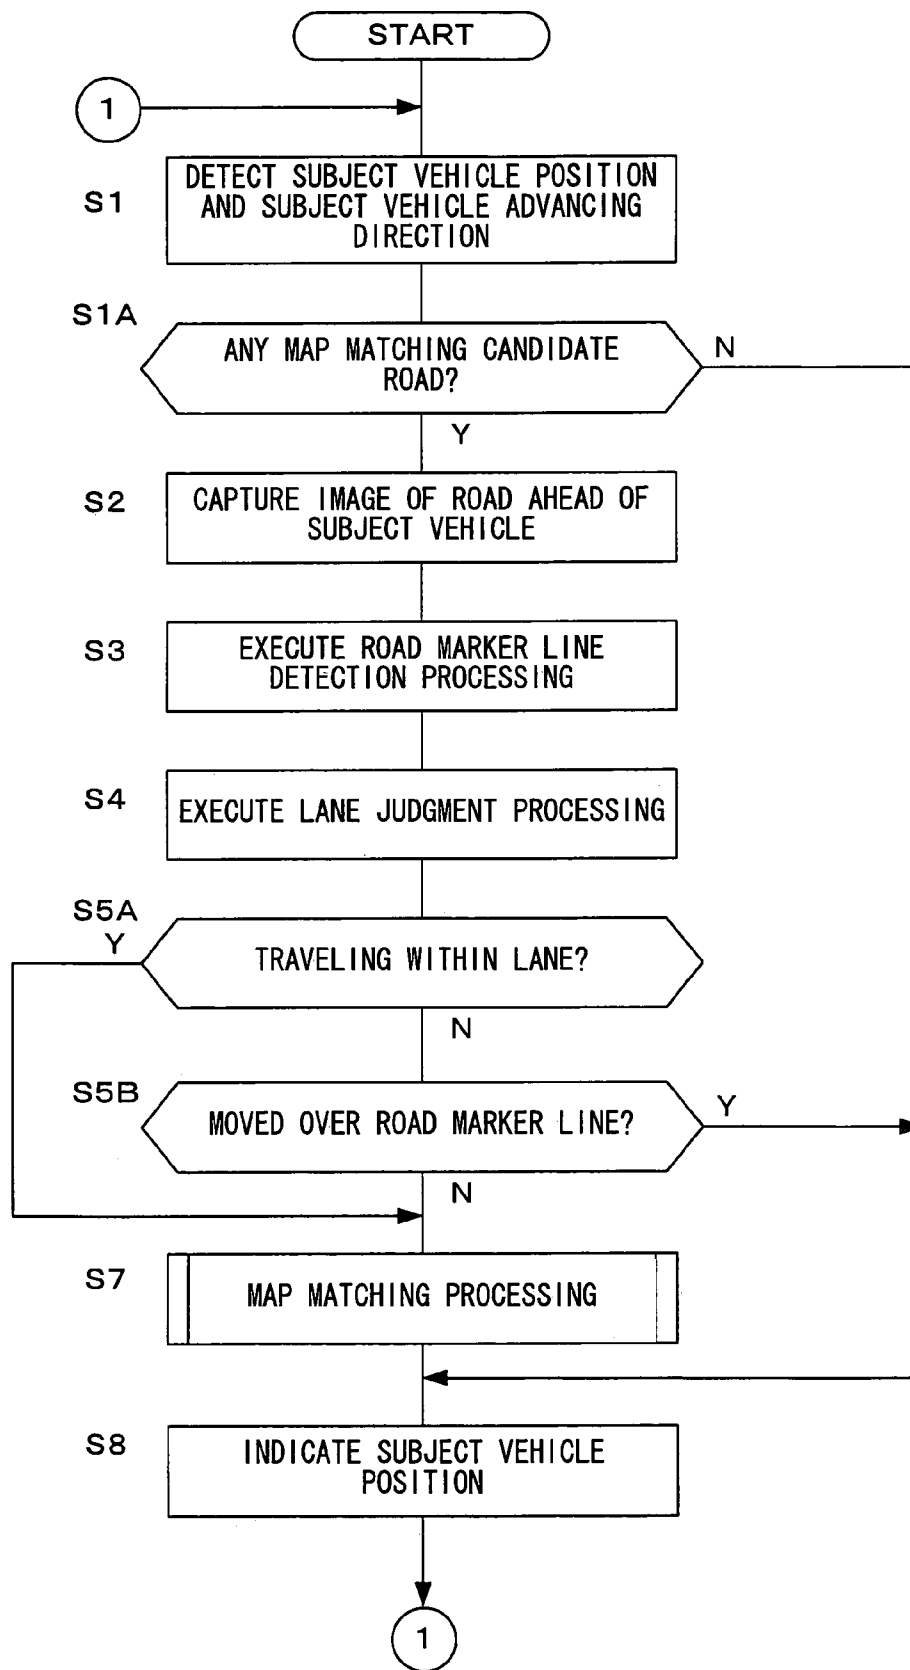 START
1
S1
DETECT SUBJECT VEHICLE POSITION
AND SUBJECT VEHICLE ADVANCING
DIRECTION
S1A
ANY MAP MATCHING CANDIDATE
ROAD?
N
Y
S2
CAPTURE IMAGE OF ROAD AHEAD OF
SUBJECT VEHICLE
S3
EXECUTE ROAD MARKER LINE
DETECTION PROCESSING
S4
EXECUTE LANE JUDGMENT PROCESSING
S5A
Y
TRAVELING WITHIN LANE?
N
S5B
MOVED OVER ROAD MARKER LINE?
Y
N
S7
MAP MATCHING PROCESSING
S8
INDICATE SUBJECT VEHICLE
POSITION
1